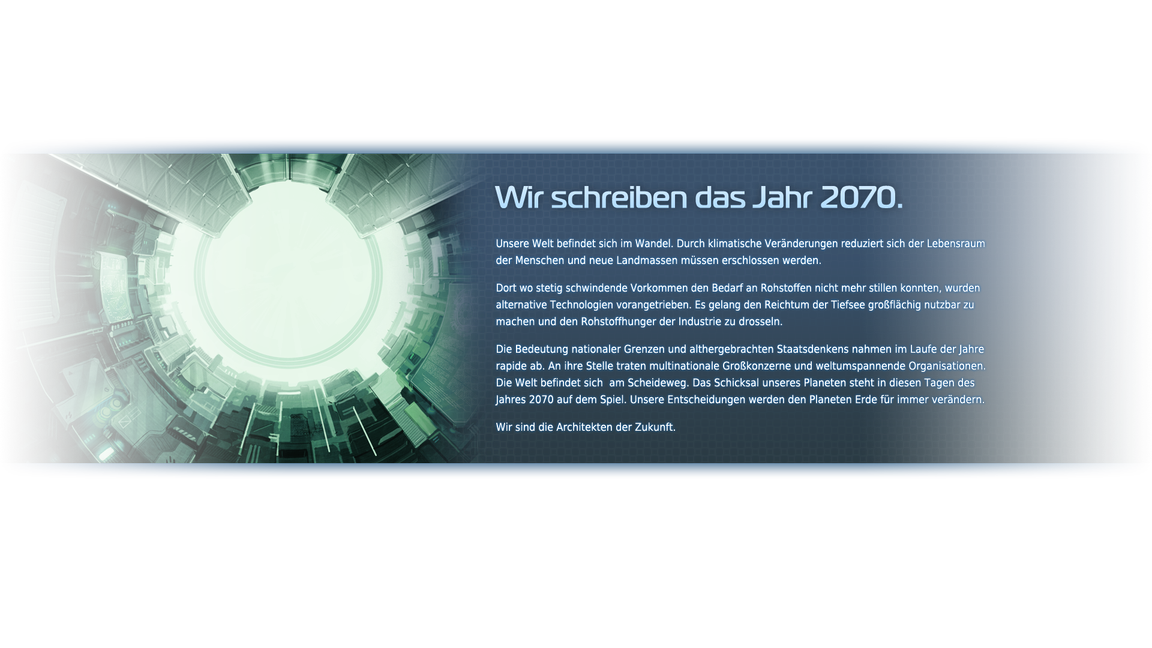 Wir schreiben das Jahr 2070.
Unsere Welt befindet sich im Wandel. Durch klimatische Veränderungen reduziert sich der Lebensraum
der Menschen und neue Landmassen müssen erschlossen werden.
Dort wo stetig schwindende Vorkommen den Bedarf an Rohstoffen nicht mehr stillen konnten, wurden
alternative Technologien vorangetrieben. Es gelang den Reichtum der Tiefsee großflächig nutzbar zu
machen und den Rohstoffhunger der Industrie zu drosseln.
Die Bedeutung nationaler Grenzen und althergebrachten Staatsdenkens nahmen im Laufe der Jahre
rapide ab. An ihre Stelle traten multinationale Großkonzerne und weltumspannende Organisationen.
Die Welt befindet sich  am Scheideweg. Das Schicksal unseres Planeten steht in diesen Tagen des
Jahres 2070 auf dem Spiel. Unsere Entscheidungen werden den Planeten Erde für immer verändern.
Wir sind die Architekten der Zukunft.